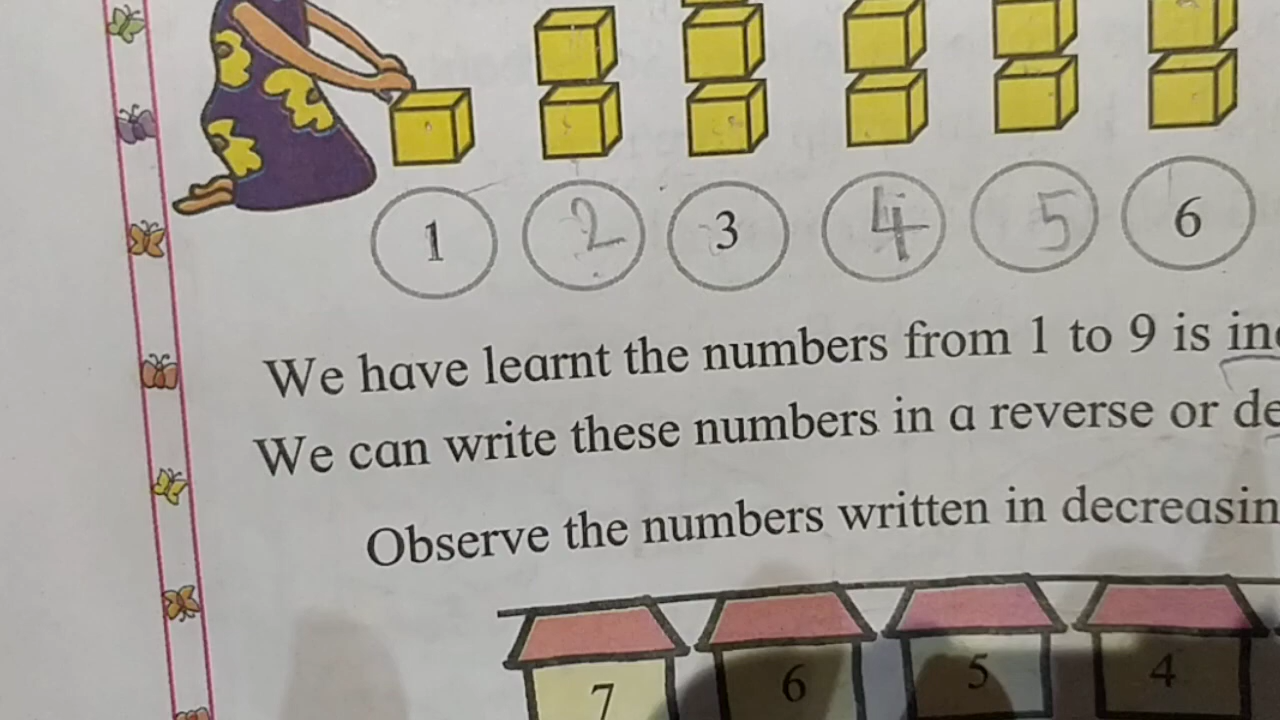 1 2 3 4 5 6
We have learnt the numbers from 1 to 9 is
We can write these numbers in a reverse or
Observe the numbers written in
7 6 5 4